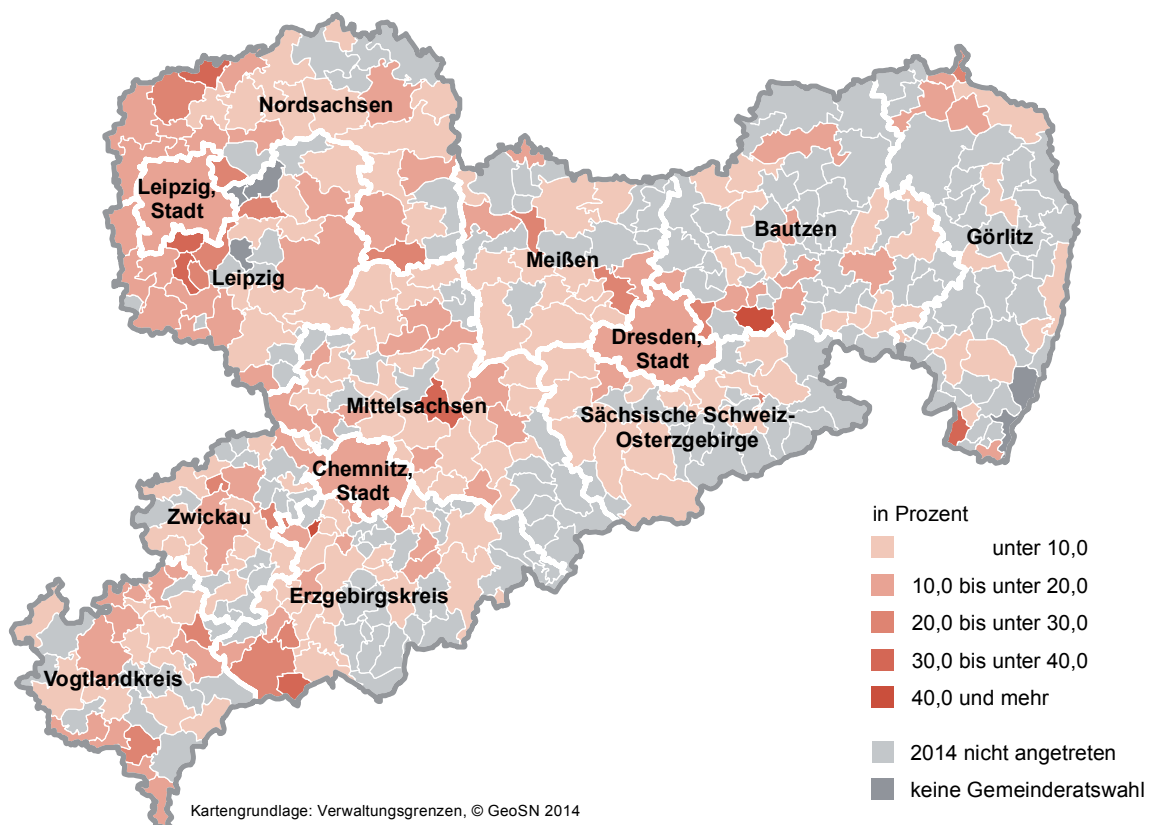 Nordsachsen
Leipzig,
Stadt
Leipzig
Meißen
Bautzen
Görlitz
Dresden,
Stadt
Mittelsachsen
Sächsische Schweiz-
Osterzgebirge
Chemnitz,
Stadt
Zwickau
Erzgebirgskreis
Vogtlandkreis
in Prozent
unter 10,0
10,0 bis unter 20,0
20,0 bis unter 30,0
30,0 bis unter 40,0
40,0 und mehr
2014 nicht angetreten
keine Gemeinderatswahl
Kartengrundlage: Verwaltungsgrenzen, © GeoSN 2014